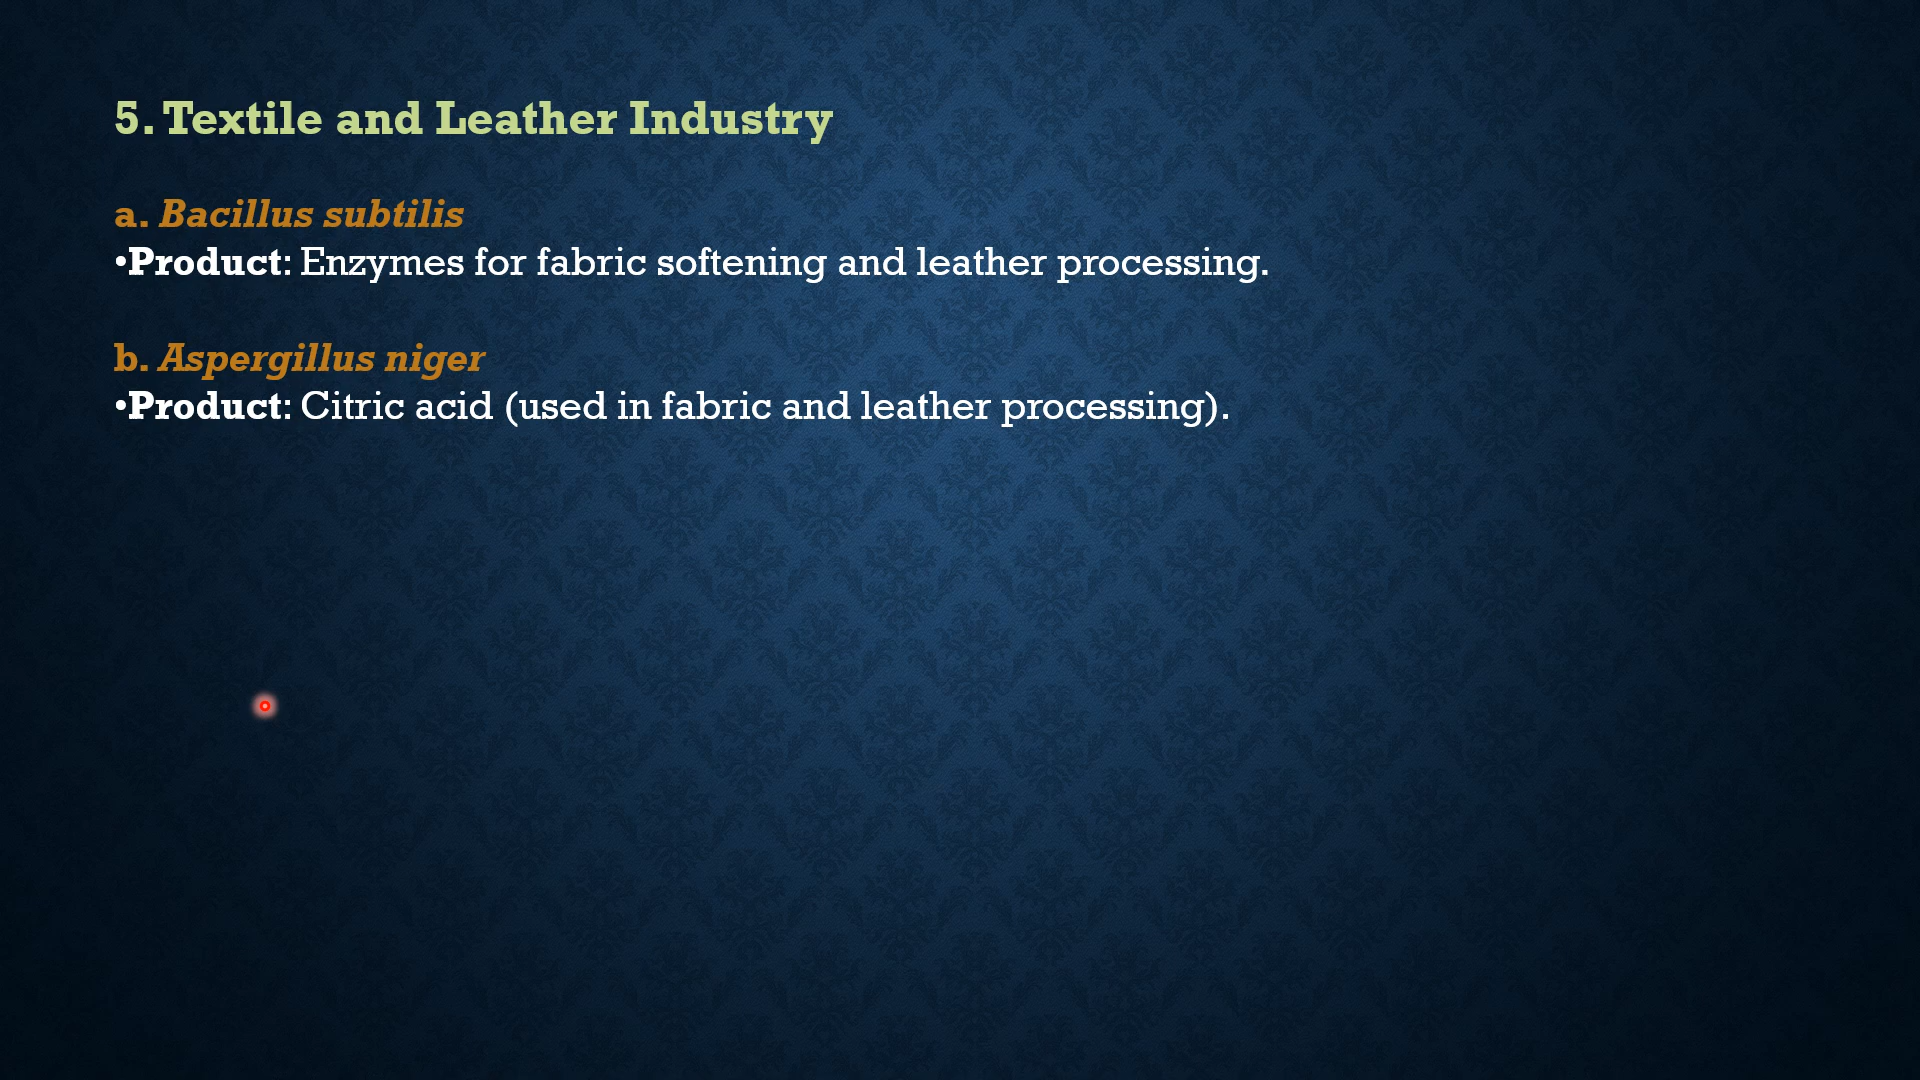 5. Textile and Leather Industry
a. Bacillus subtilis
•Product: Enzymes for fabric softening and leather processing.
b. Aspergillus niger
•Product: Citric acid (used in fabric and leather processing).